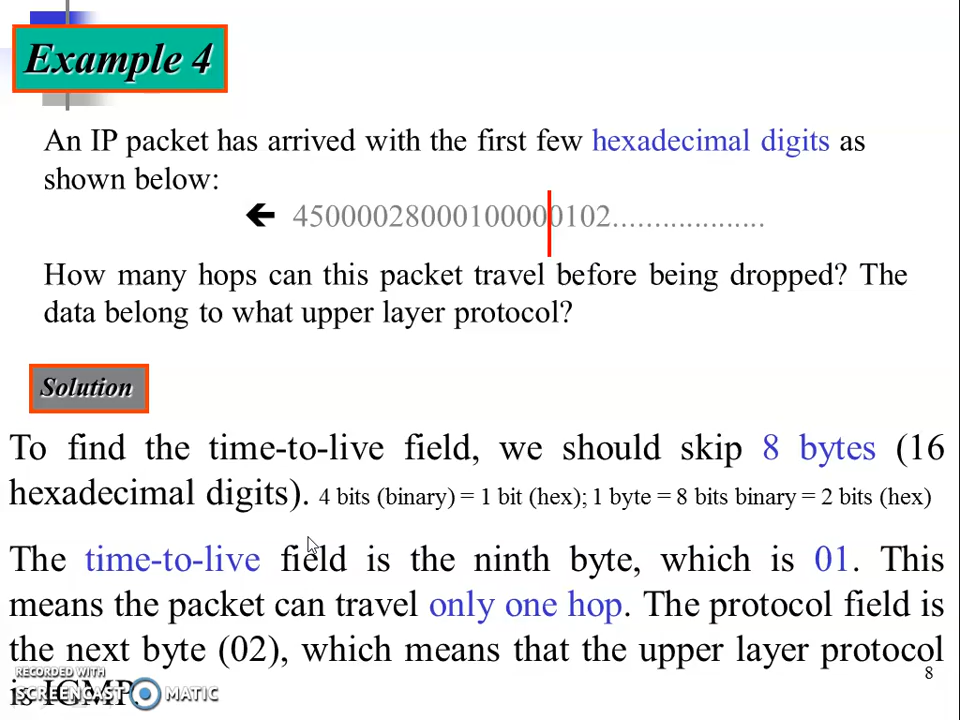 Example 4
An IP packet has arrived with the first few hexadecimal digits as
shown below:
← 45000028000100000102...................
How many hops can this packet travel before being dropped? The
data belong to what upper layer protocol?
Solution
To find the time-to-live field, we should skip 8 bytes (16
hexadecimal digits). 4 bits (binary) = 1 bit (hex); 1 byte = 8 bits binary = 2 bits (hex)
The time-to-live field is the ninth byte, which is 01. This
means the packet can travel only one hop. The protocol field is
the next byte (02), which means that the upper layer protocol
is IGMP.
8
RECORDED WITH
SCREENCAST MATIC